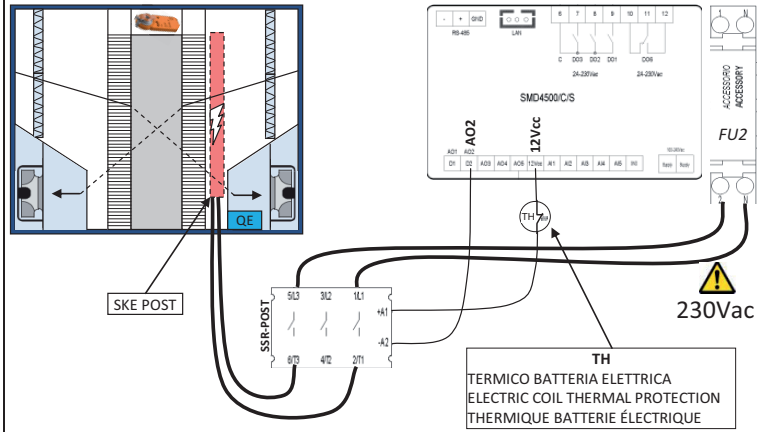 QE
SKE POST
- + GND
RS-485
LAN
6 7 8 9 10 11 12
C DO3 DO2 DO1 DO6
24-230Vac 24-230Vac
SMD4500/C/S
AO2
12Vcc
AO1 AO2
D1 D2 AO3 AO4 AO5 12Vcc AI1 AI2 AI3 AI4 AI5
1 N
ACCESSORIO
ACCESSORY
FU2
2 N
230Vac
TH
SSR-POST
5/L3 3/L2 1/L1
+A1
-A2
6/T3 4/T2 2/T1
TH
TERMICO BATTERIA ELETTRICA
ELECTRIC COIL THERMAL PROTECTION
THERMIQUE BATTERIE ÉLECTRIQUE